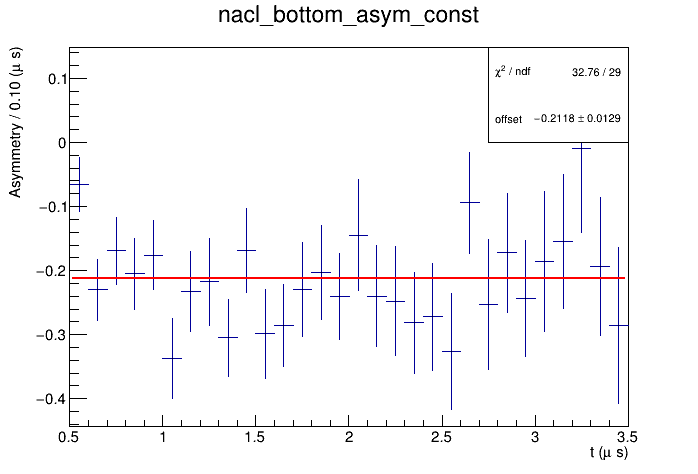 nacl_bottom_asym_const
χ² / ndf 32.76 / 29
offset −0.2118 ± 0.0129
Asymmetry / 0.10 (μ s)
0.1
0
−0.1
−0.2
−0.3
−0.4
0.5 1 1.5 2 2.5 3 3.5
t (μ s)